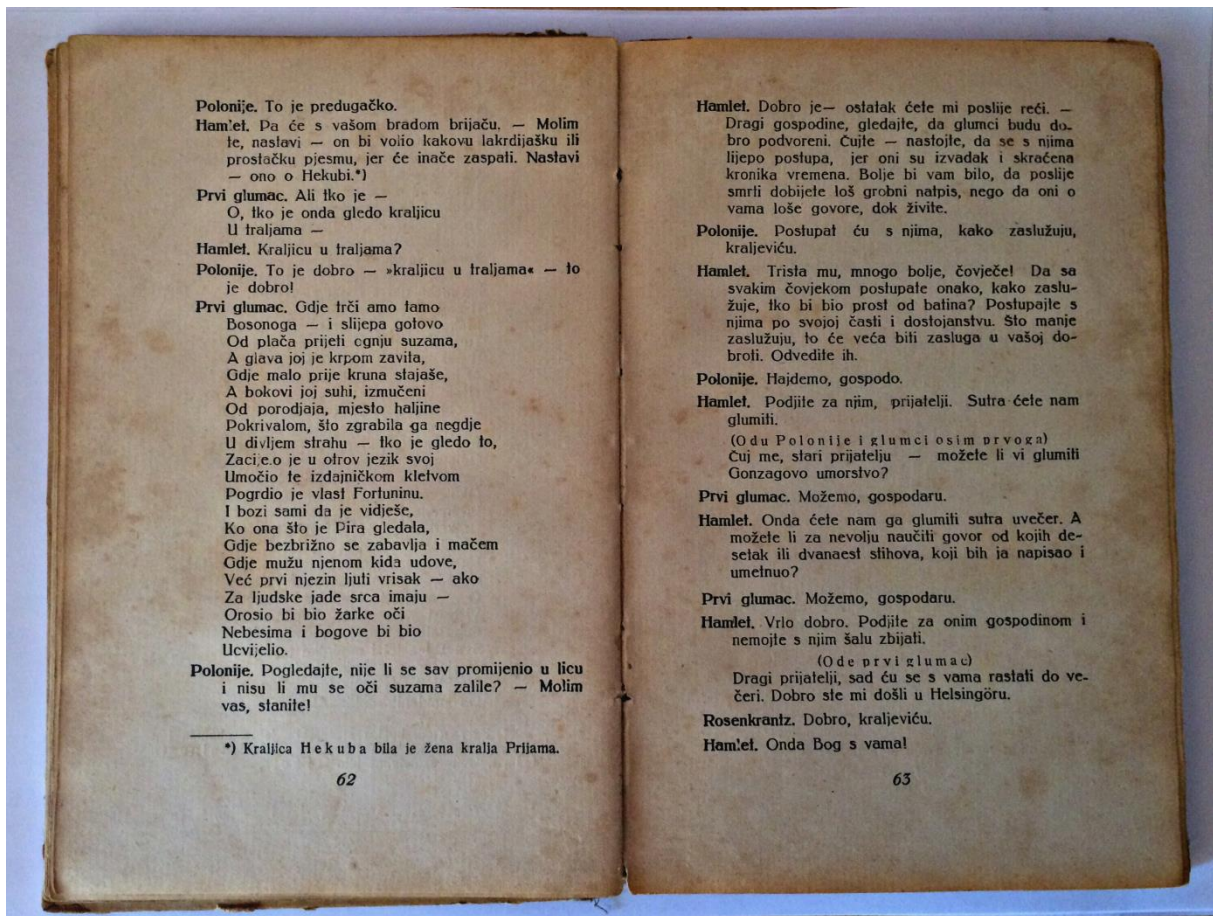 Polonije. To je predugačko.
Hamlet. Pa će s vašom bradom brijaču. — Molim
te, nastavi — on bi volio kakovu lakrdijašku ili
prostačku pjesmu, jer će inače zaspati. Nastavi
— ono o Hekubi.*)
Prvi glumac. Ali tko je —
O, tko je onda gledo kraljicu
U traljama —
Hamlet. Kraljicu u traljama?
Polonije. To je dobro — »kraljicu u traljama« — to
je dobro!
Prvi glumac. Gdje trči amo tamo
Bosonoga — i slijepa gotovo
Od plača prijeti ognju suzama,
A glava joj je krpom zavita,
Gdje malo prije kruna stajaše,
A bokovi joj suhi, izmučeni
Od porodjaja, mjesto haljine
Pokrivalom, što zgrabila ga negdje
U divljem strahu — tko je gledo to,
Zacijelo je u otrov jezik svoj
Umočio te izdajničkom kletvom
Pogrdio je vlast Fortuninu.
I bozi sami da je vidješe,
Ko ona što je Pira gledala,
Gdje bezbrižno se zabavlja i mačem
Gdje mužu njenom kida udove,
Već prvi njezin ljuti vrisak — ako
Za ljudske jade srca imaju —
Orosio bi bio žarke oči
Nebesima i bogove bi bio
Ucvijelio.
Polonije. Pogledajte, nije li se sav promijenio u licu
i nisu li mu se oči suzama zalile? — Molim
vas, stanite!
*) Kraljica Hekuba bila je žena kralja Prijama.
62
Hamlet. Dobro je— ostatak ćete mi poslije reći. —
Dragi gospodine, gledajte, da glumci budu do-
bro podvoreni. Čujte — nastojte, da se s njima
lijepo postupa, jer oni su izvadak i skraćena
kronika vremena. Bolje bi vam bilo, da poslije
smrti dobijete loš grobni natpis, nego da oni o
vama loše govore, dok živite.
Polonije. Postupat ću s njima, kako zaslužuju,
kraljeviću.
Hamlet. Trista mu, mnogo bolje, čovječe! Da sa
svakim čovjekom postupate onako, kako zaslu-
žuje, tko bi bio prost od batina? Postupajte s
njima po svojoj časti i dostojanstvu. Što manje
zaslužuju, to će veća biti zasluga u vašoj do-
broti. Odvedite ih.
Polonije. Hajdemo, gospodo.
Hamlet. Podjite za njim, prijatelji. Sutra ćete nam
glumiti.
(Odu Polonije i glumci osim prvoga)
Čuj me, stari prijatelju — možete li vi glumiti
Gonzagovo umorstvo?
Prvi glumac. Možemo, gospodaru.
Hamlet. Onda ćete nam ga glumiti sutra uvečer. A
možete li za nevolju naučiti govor od kojih de-
setak ili dvanaest stihova, koji bih ja napisao i
umetnuo?
Prvi glumac. Možemo, gospodaru.
Hamlet. Vrlo dobro. Podjite za onim gospodinom i
nemojte s njim šalu zbijati.
(Ode prvi glumac)
Dragi prijatelji, sad ću se s vama rastati do ve-
čeri. Dobro ste mi došli u Helsingöru.
Rosenkrantz. Dobro, kraljeviću.
Hamlet. Onda Bog s vama!
63